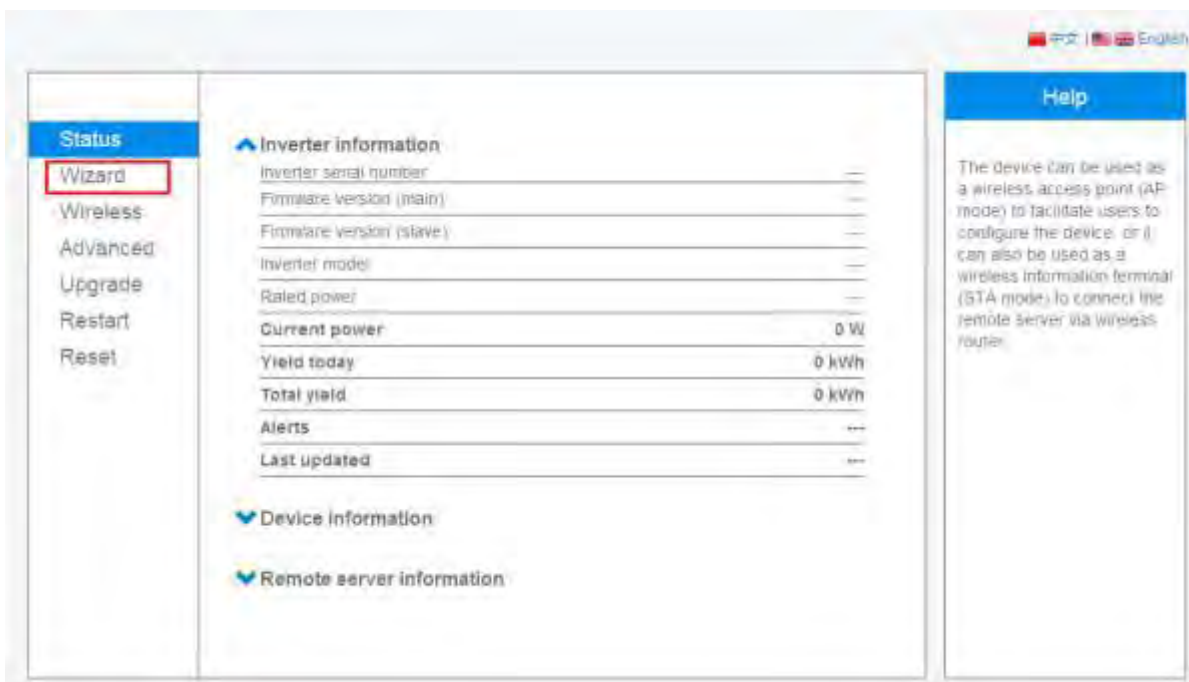 中文 | English
Status
Wizard
Wireless
Advanced
Upgrade
Restart
Reset
Inverter information
Inverter serial number ---
Firmware version (main) ---
Firmware version (slave) ---
Inverter model ---
Rated power ---
Current power 0 W
Yield today 0 kWh
Total yield 0 kWh
Alerts ---
Last updated ---
Device information
Remote server information
Help
The device can be used as
a wireless access point (AP
mode) to facilitate users to
configure the device, or it
can also be used as a
wireless information terminal
(STA mode) to connect the
remote server via wireless
router.